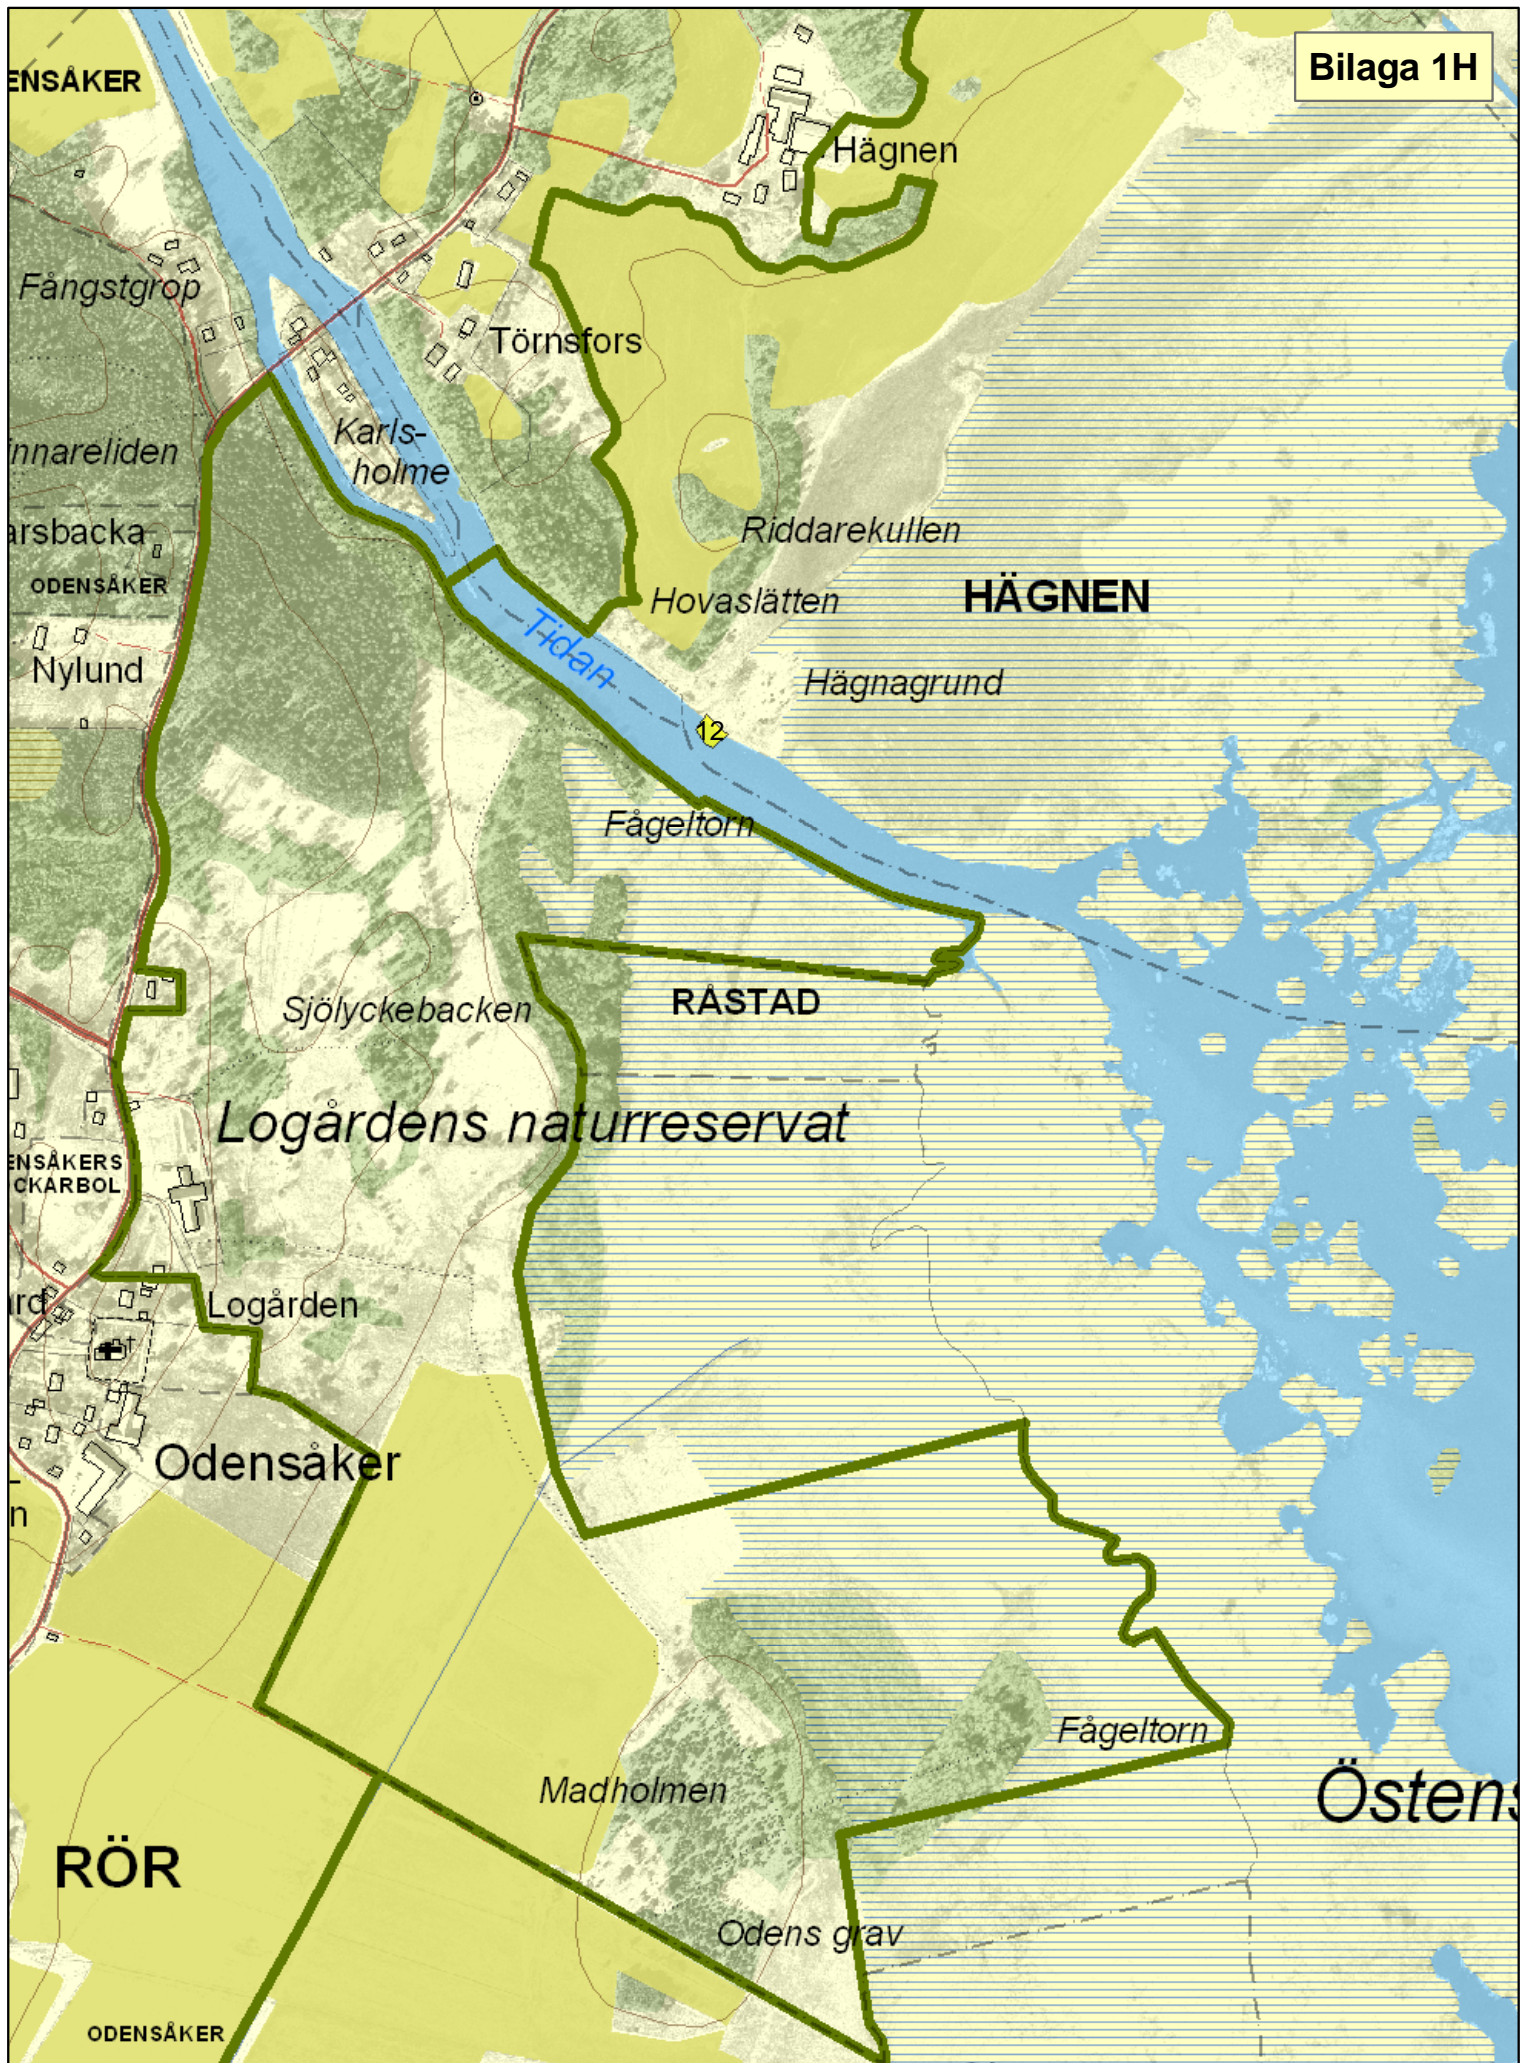 Bilaga 1H
ENSÅKER
Hägnen
Fångstgrop
Törnsfors
Karls-
holme
innareliden
Riddarekullen
arsbacka
ODENSÅKER
HÄGNEN
Hovaslätten
Tidan
Nylund
Hägnagrund
12
Fågeltorn
RÅSTAD
Sjölyckebacken
Logårdens naturreservat
ENSÅKERS
CKARBOL
Logården
ård
Odensåker
n
Fågeltorn
Madholmen
Östens
RÖR
Odens grav
ODENSÅKER